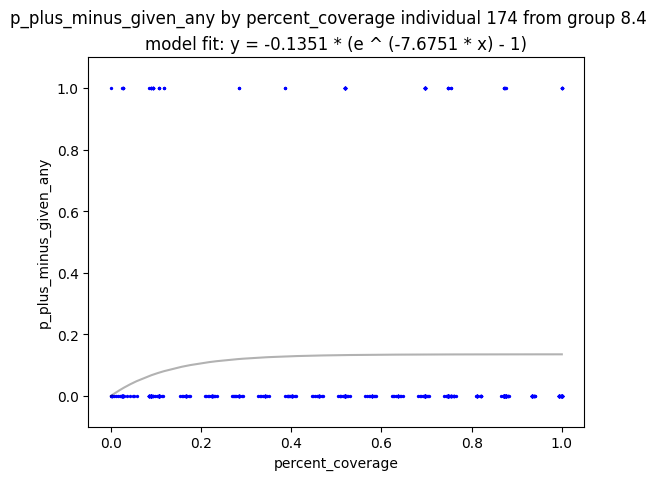 p_plus_minus_given_any by percent_coverage individual 174 from group 8.4
model fit: y = -0.1351 * (e ^ (-7.6751 * x) - 1)
1.0
0.8
0.6
0.4
0.2
0.0
p_plus_minus_given_any
0.0 0.2 0.4 0.6 0.8 1.0
percent_coverage